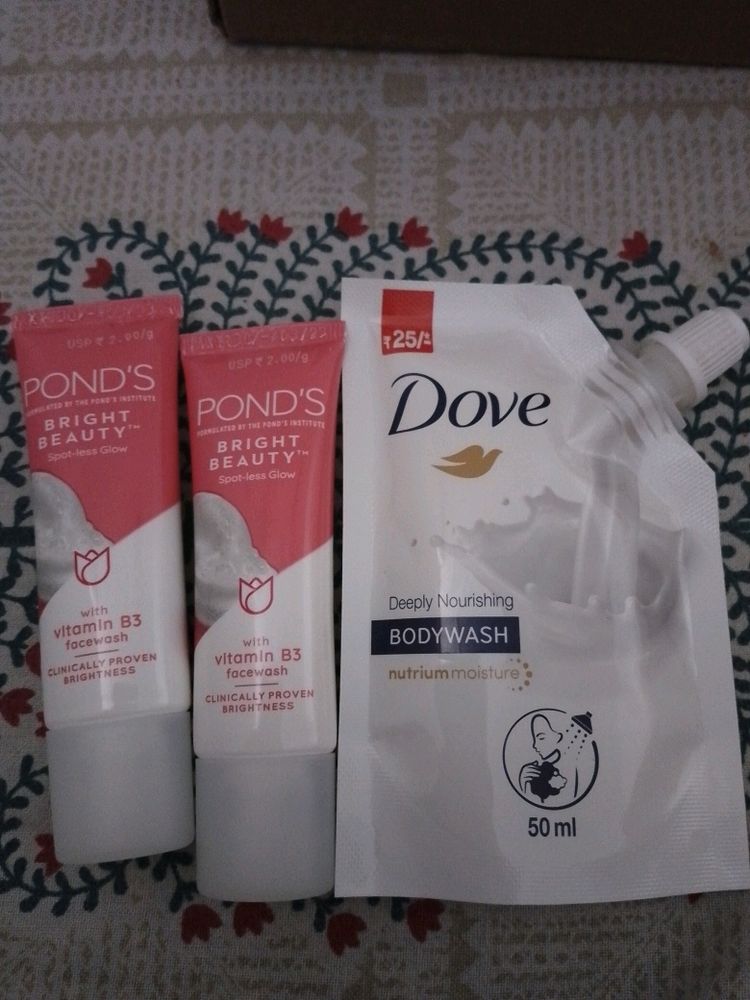 USP ₹ 2.00/g
POND'S
FORMULATED BY THE POND'S INSTITUTE
BRIGHT
BEAUTY™
Spot-less Glow
with
vitamin B3
facewash
CLINICALLY PROVEN
BRIGHTNESS
USP ₹ 2.00/g
POND'S
FORMULATED BY THE POND'S INSTITUTE
BRIGHT
BEAUTY™
Spot-less Glow
with
vitamin B3
facewash
CLINICALLY PROVEN
BRIGHTNESS
₹25/-
Dove
Deeply Nourishing
BODYWASH
nutriummoisture
50 ml